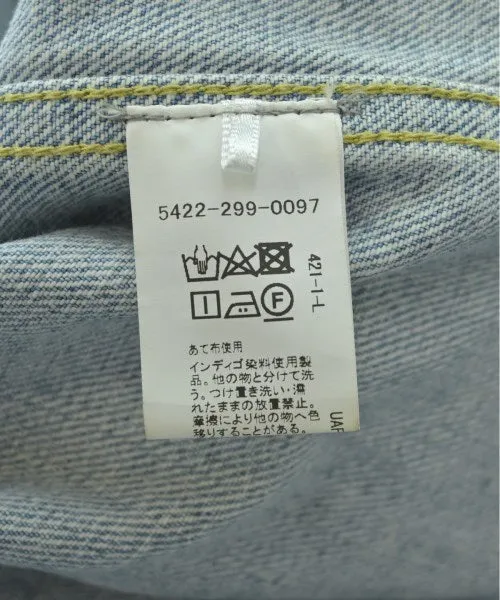 5422-299-0097
421-1-L
F
あて布使用
インディゴ染料使用製
品。他の物と分けて洗
う。つけ置き洗い・濡
れたままの放置禁止。
摩擦により他の物へ色
移りすることがある。
UAF